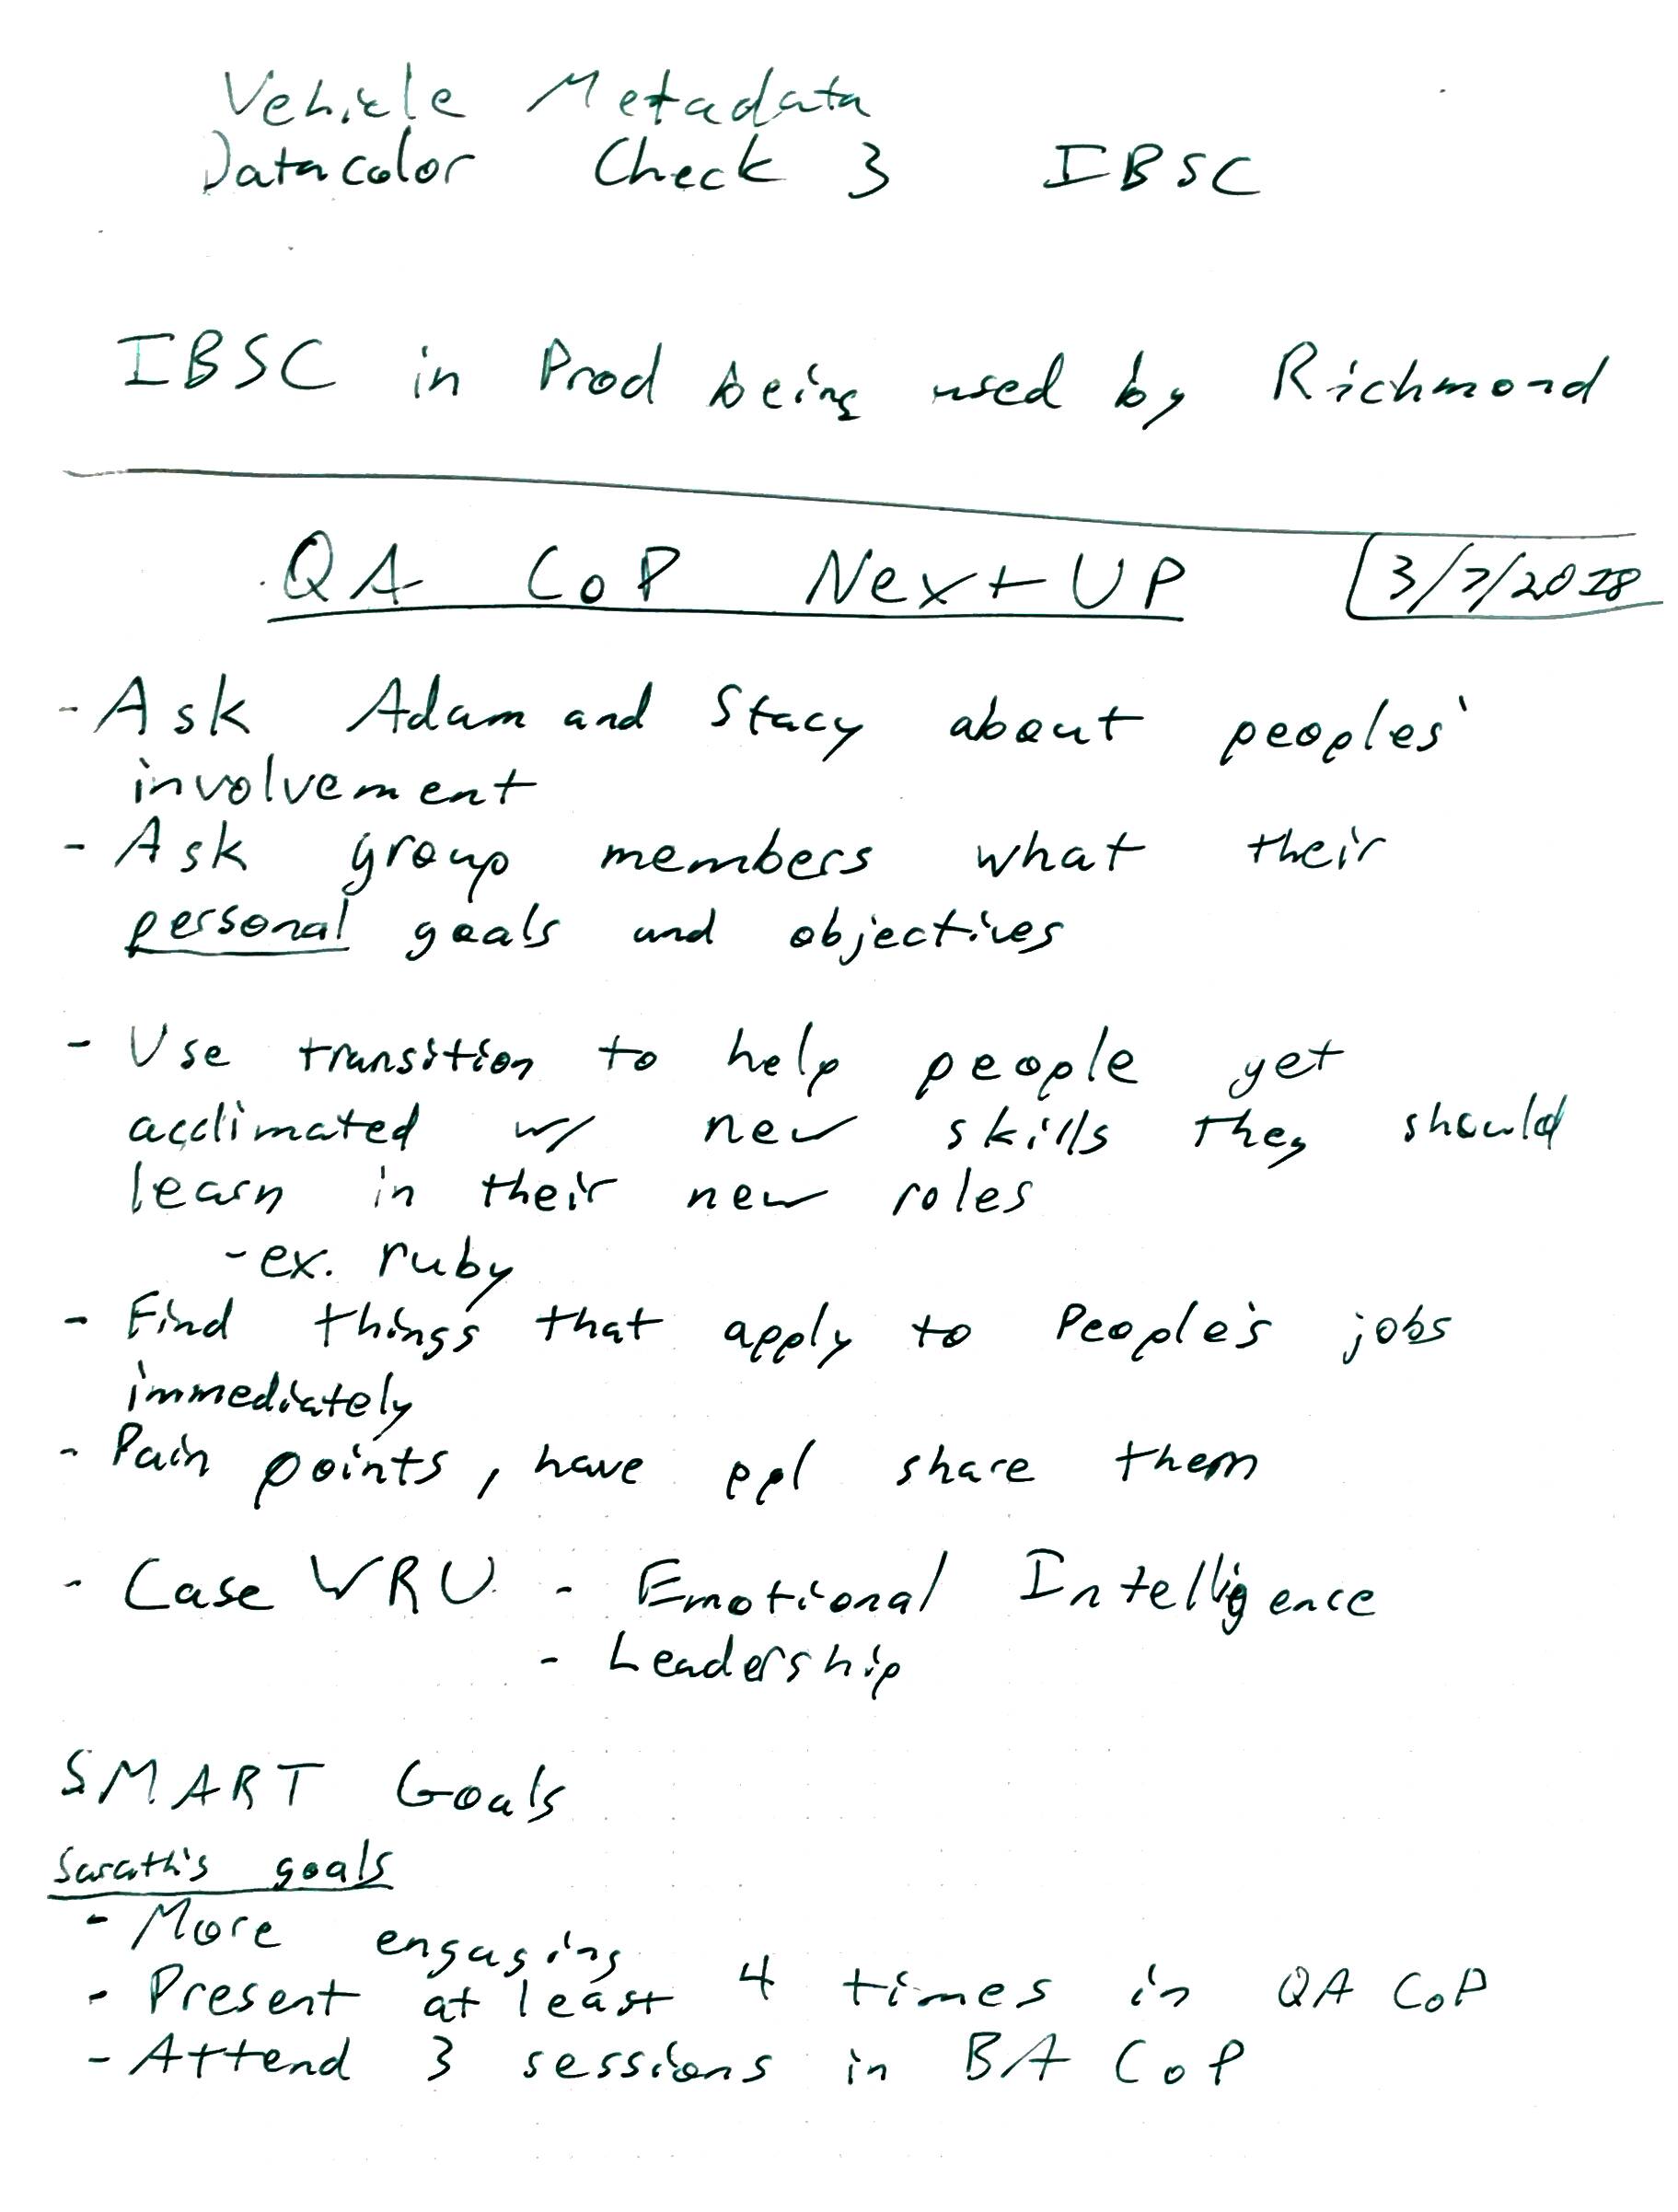 Vehicle Metadata
Datacolor Check 3 IBSC
IBSC in Prod being used by Richmond
QA CoP Next UP 3/7/2018
- Ask Adam and Stacy about peoples'
involvement
- Ask group members what their
personal goals and objectives
- Use transition to help people get
acclimated w/ new skills they should
learn in their new roles
- ex. ruby
- Find things that apply to People's jobs
immediately
- Pain points, have ppl share them
- Case WRU - Emotional Intelligence
- Leadership
SMART Goals
Sarath's goals
- More engaging
- Present at least 4 times in QA CoP
- Attend 3 sessions in BA CoP